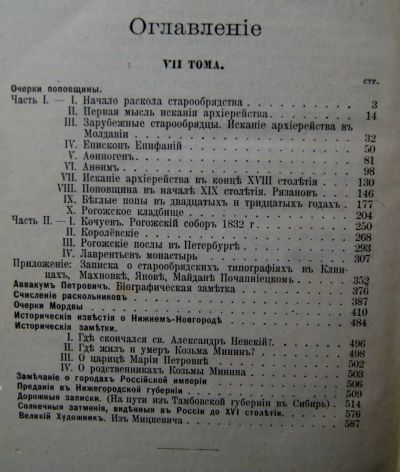 Оглавленіе
VII ТОМА.
СТР.
Очерки поповщины.
Часть I. — I. Начало раскола старообрядства 3
II. Первая мысль исканія архіерейства 14
III. Зарубежные старообрядцы. Исканіе архіерейства въ
Молдавіи 32
IV. Епископъ Епифаній 50
V. Аѳиногенъ 81
VI. Анѳимъ 98
VII. Исканіе архіерейства въ концѣ XVIII столѣтія 130
VIII. Поповщина въ началѣ XIX столѣтія. Рязановъ 146
IX. Бѣглые попы въ двадцатыхъ и тридцатыхъ годахъ 177
X. Рогожское кладбище 204
Часть II. — I. Кочуевъ. Рогожскій соборъ 1832 г. 250
II. Королёвскіе 268
III. Рогожскіе послы въ Петербургѣ 293
IV. Лаврентьевъ монастырь 307
Приложеніе: Записка о старообрядскихъ типографіяхъ въ Клин-
цахъ, Махновкѣ, Яновѣ, Майданѣ Почапинецкомъ 352
Аввакумъ Петровичъ. Біографическая замѣтка 376
Счисленіе раскольниковъ 387
Очерки Мордвы 410
Историческія извѣстія о Нижнемъ-Новгородѣ 484
Историческія замѣтки.
I. Гдѣ скончался св. Александръ Невскій? 496
II. Гдѣ жилъ и умеръ Козьма Мининъ? 498
III. О царицѣ Маріи Петровнѣ 502
IV. О родственникахъ Козьмы Минина 503
Замѣчаніе о городахъ Россійской имперіи 506
Преданія въ Нижегородской губерніи 509
Дорожныя записки. (На пути изъ Тамбовской губерніи въ Сибирь) 514
Солнечныя затменія, видѣнныя въ Россіи до XVI столѣтія. 576
Великій Художникъ. Изъ Мицкевича 587